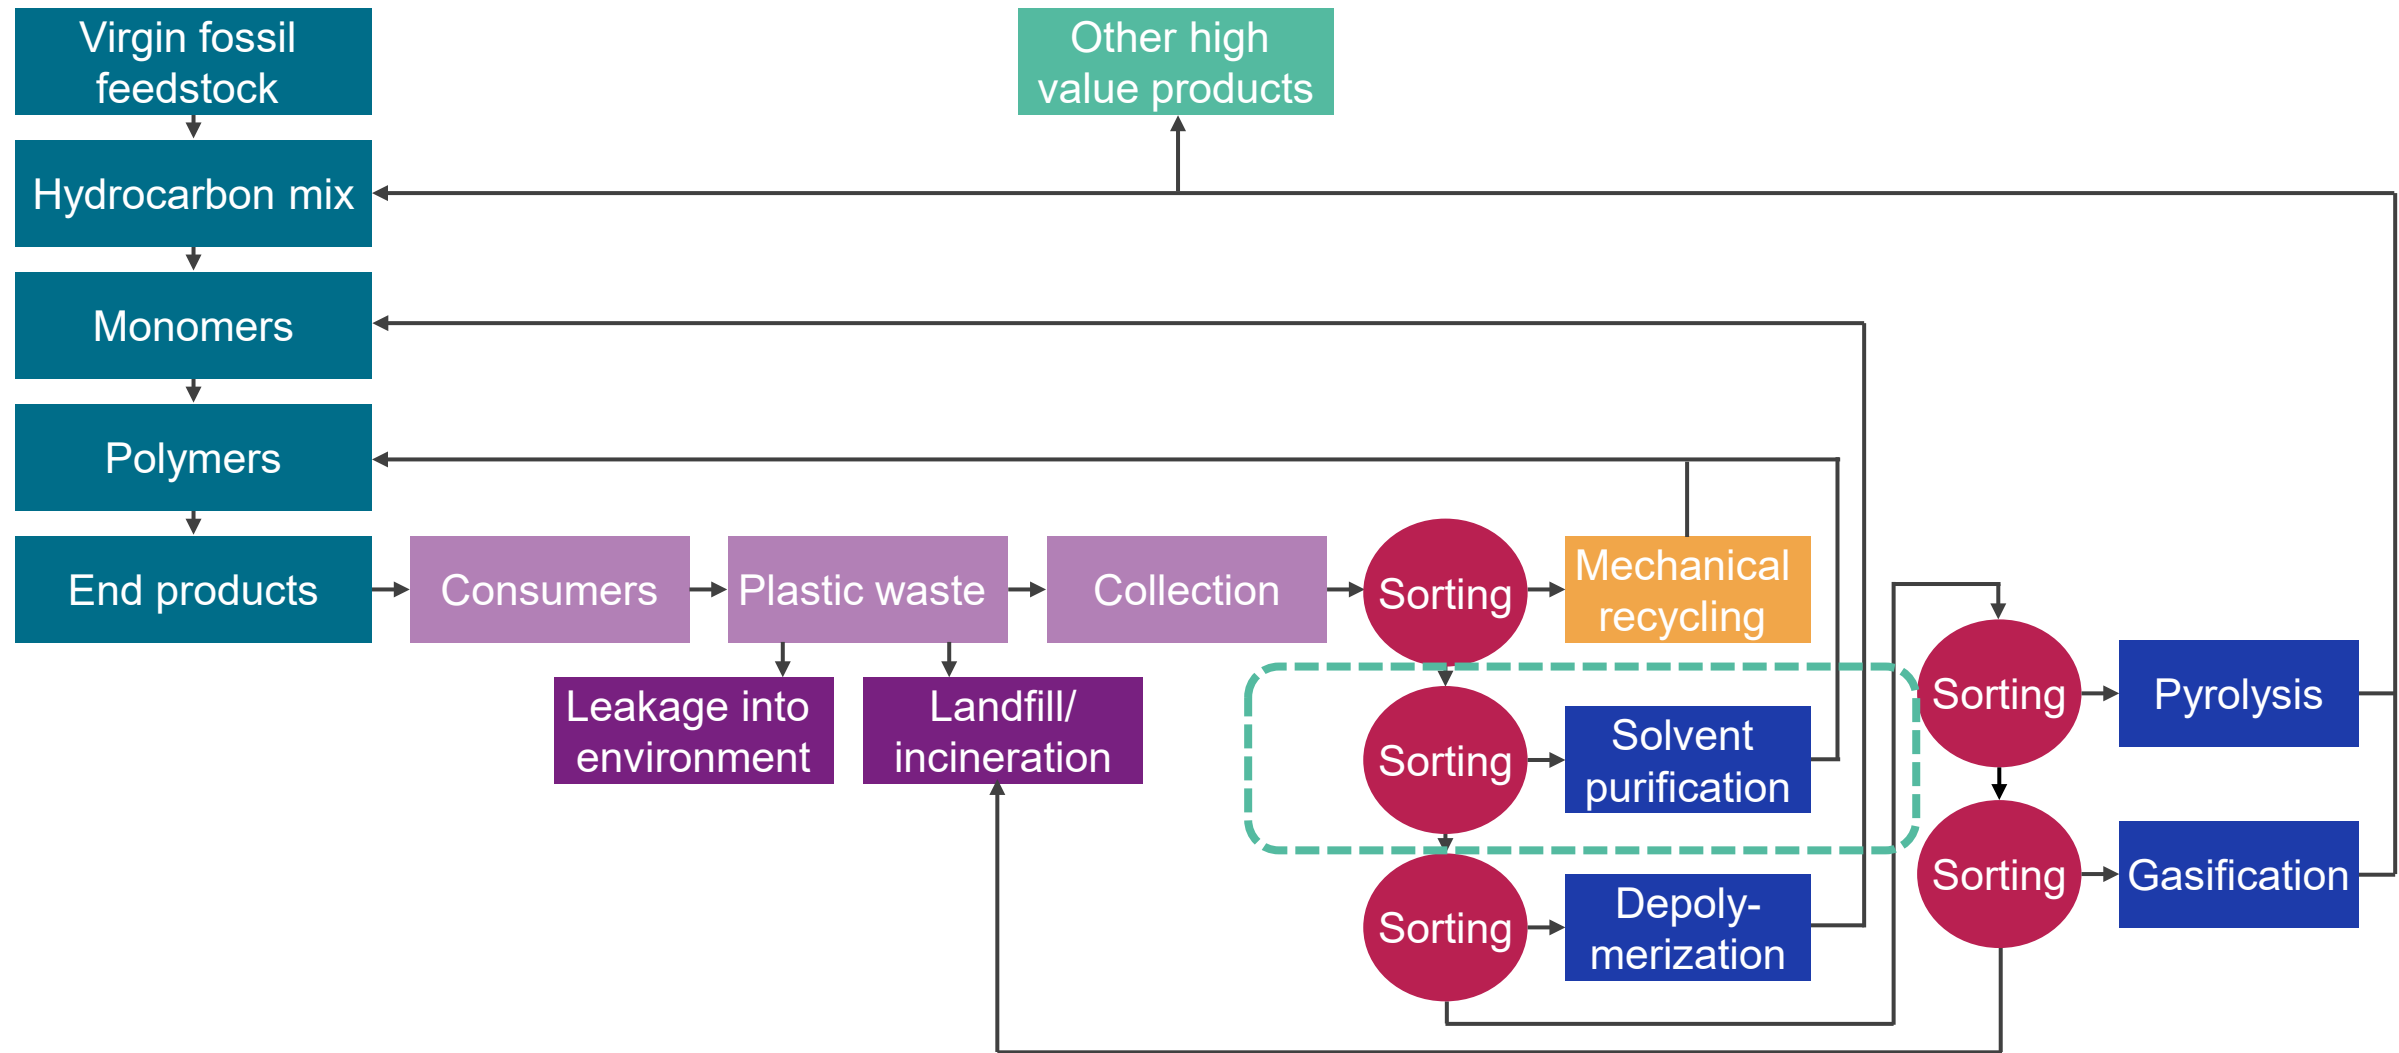 Virgin fossil
feedstock
Other high
value products
Hydrocarbon mix
Monomers
Polymers
End products
Consumers
Plastic waste
Collection
Sorting
Mechanical
recycling
Leakage into
environment
Landfill/
incineration
Sorting
Solvent
purification
Sorting
Pyrolysis
Sorting
Depoly-
merization
Sorting
Gasification